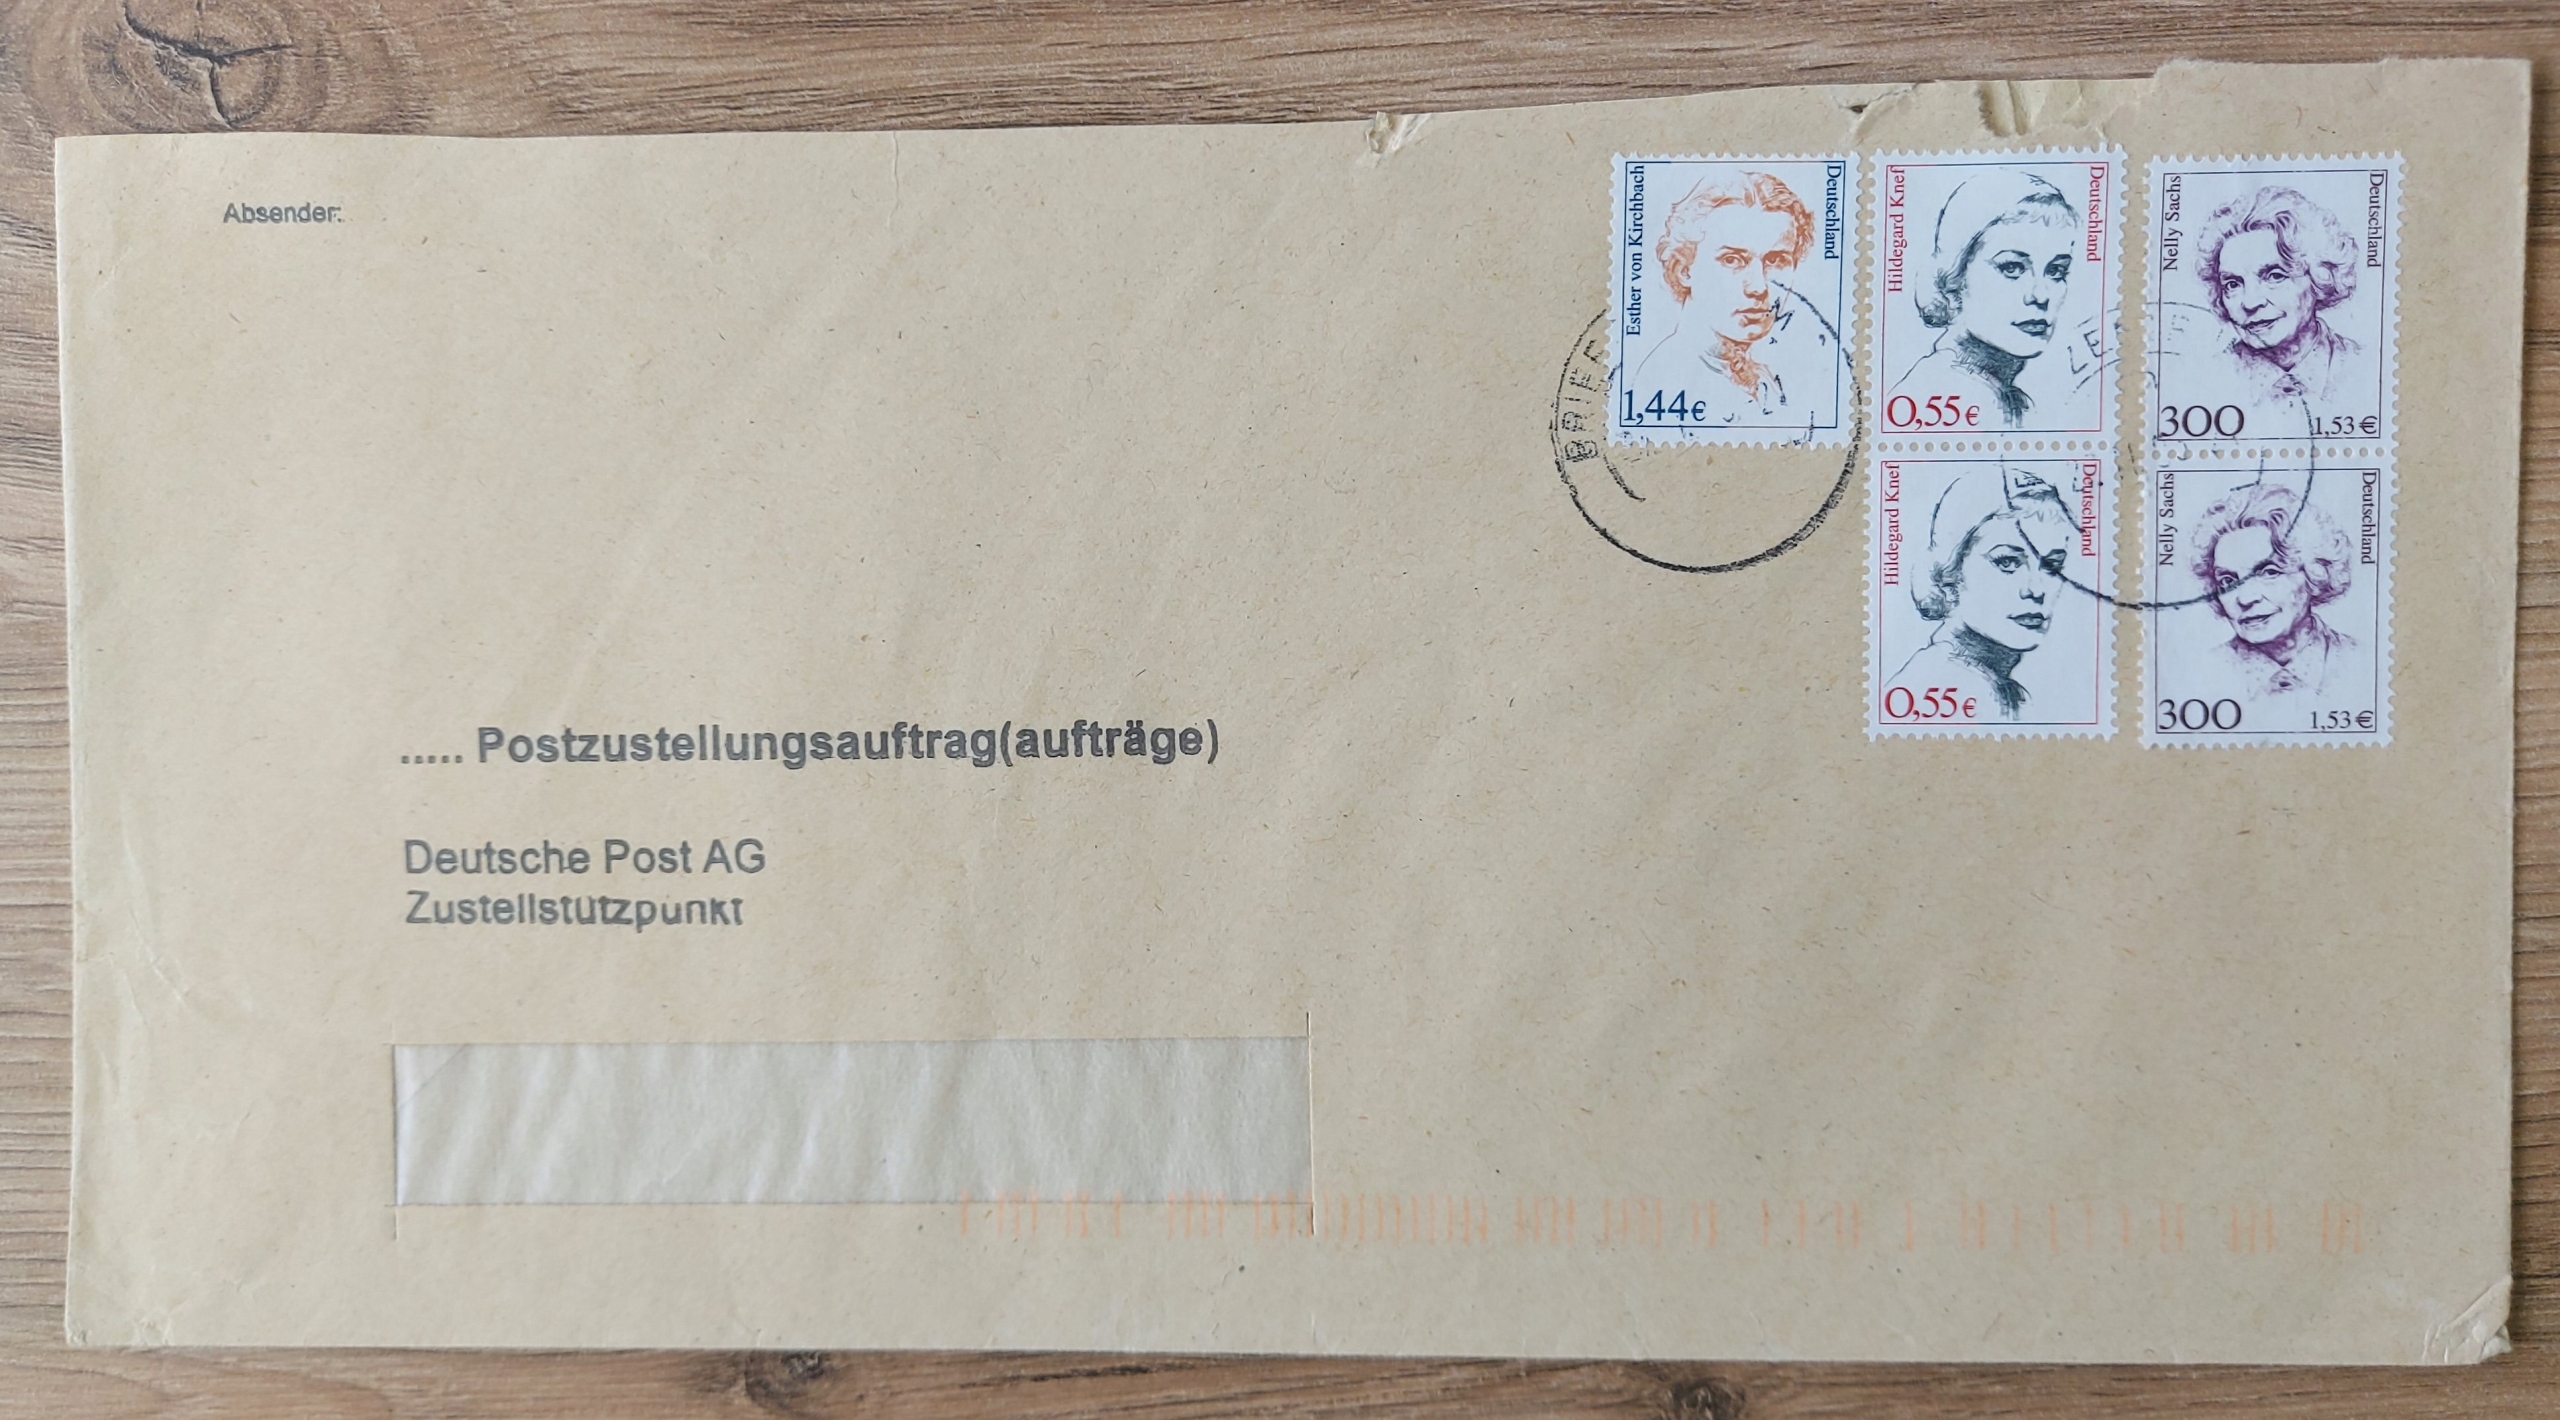 Absender:
Esther von Kirchbach
Deutschland
1,44€
Hildegard Knef
Deutschland
0,55€
Nelly Sachs
Deutschland
300 1,53€
Hildegard Knef
Deutschland
0,55€
Nelly Sachs
Deutschland
300 1,53€
..... Postzustellungsauftrag(aufträge)
Deutsche Post AG
Zustellstützpunkt